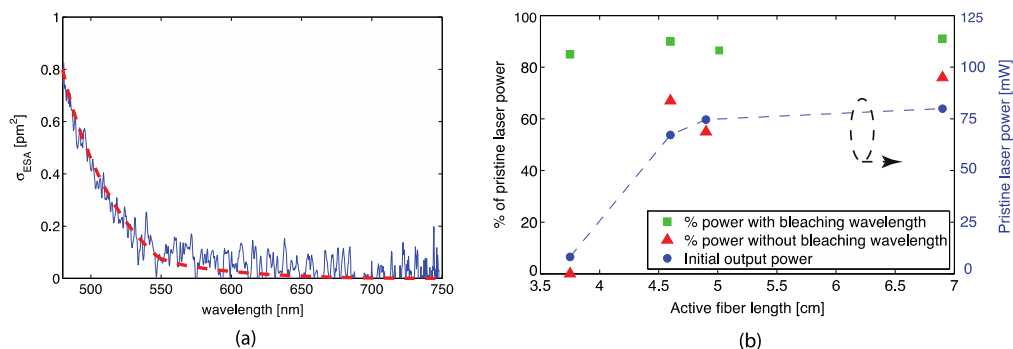 1
0.8
0.6
0.4
0.2
0
500 550 600 650 700 750
σESA [pm²]
wavelength [nm]
(a)
100
80
60
40
20
0
3.5 4 4.5 5 5.5 6 6.5 7
% of pristine laser power
Active fiber length [cm]
125
100
75
50
25
0
Pristine laser power [mW]
% power with bleaching wavelength
% power without bleaching wavelength
Initial output power
(b)